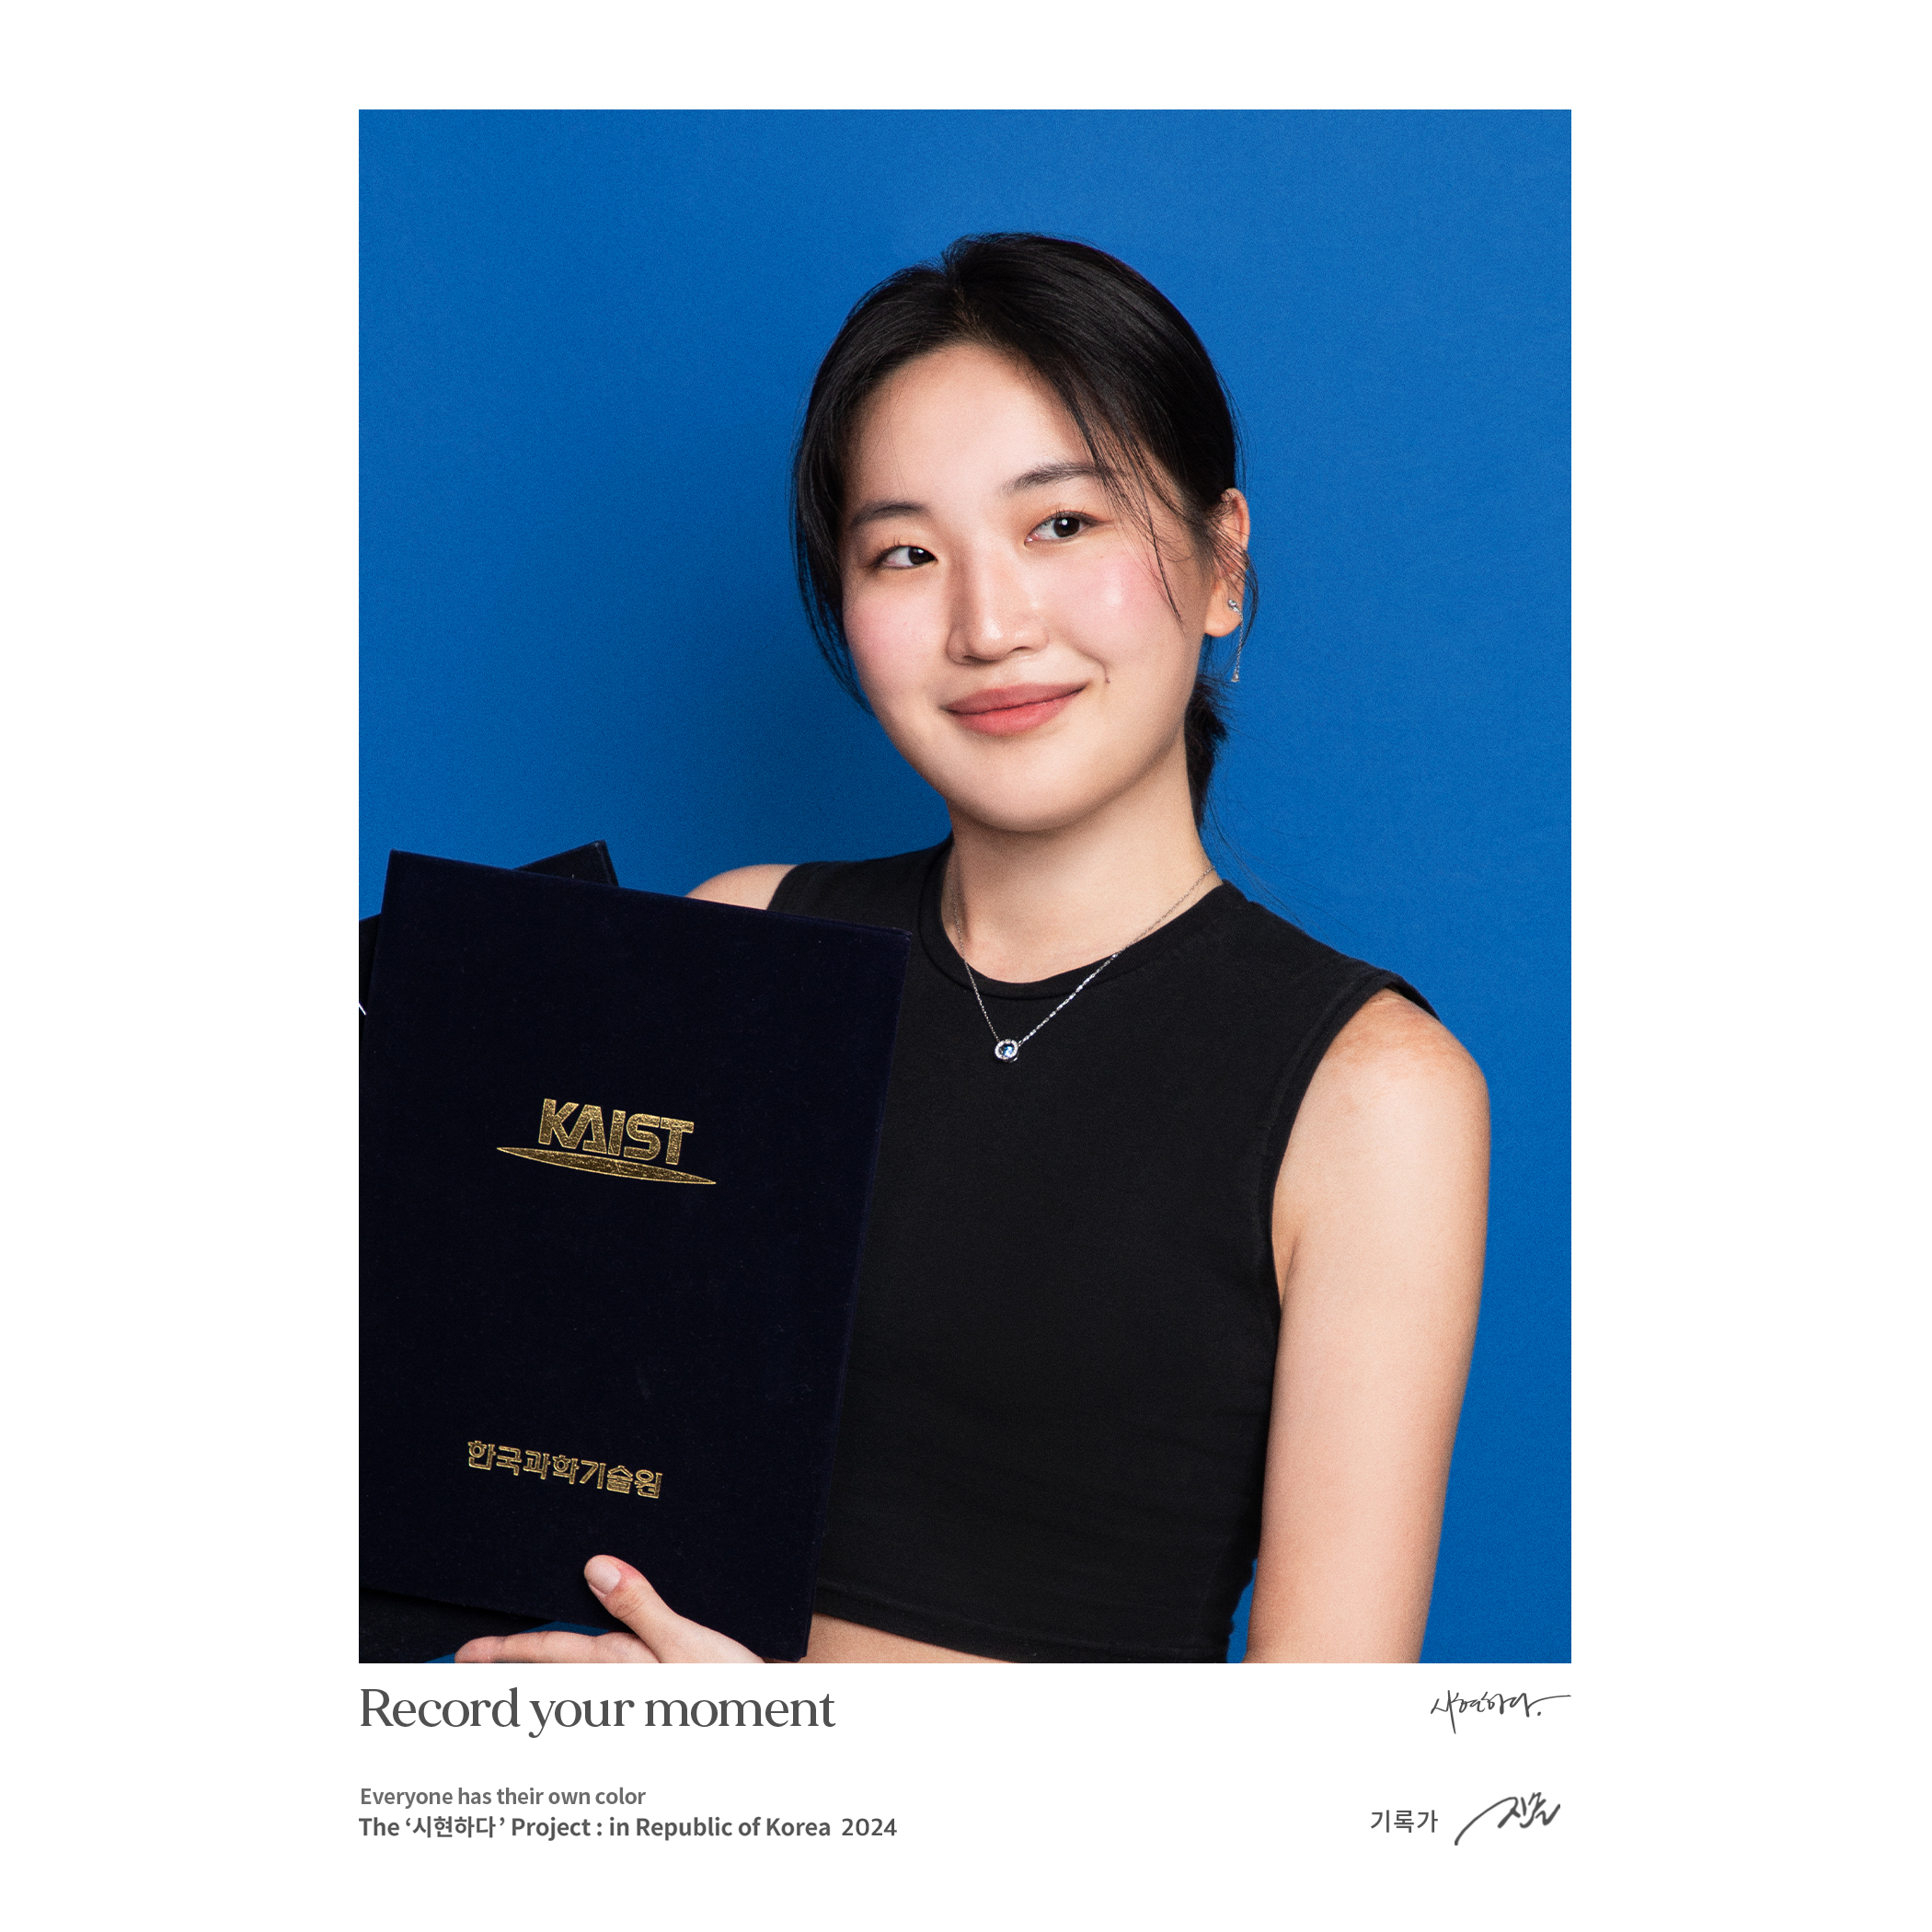 KAIST
한국과학기술원
Record your moment
시현하다.
Everyone has their own color
The ‘시현하다’ Project : in Republic of Korea 2024
기록가